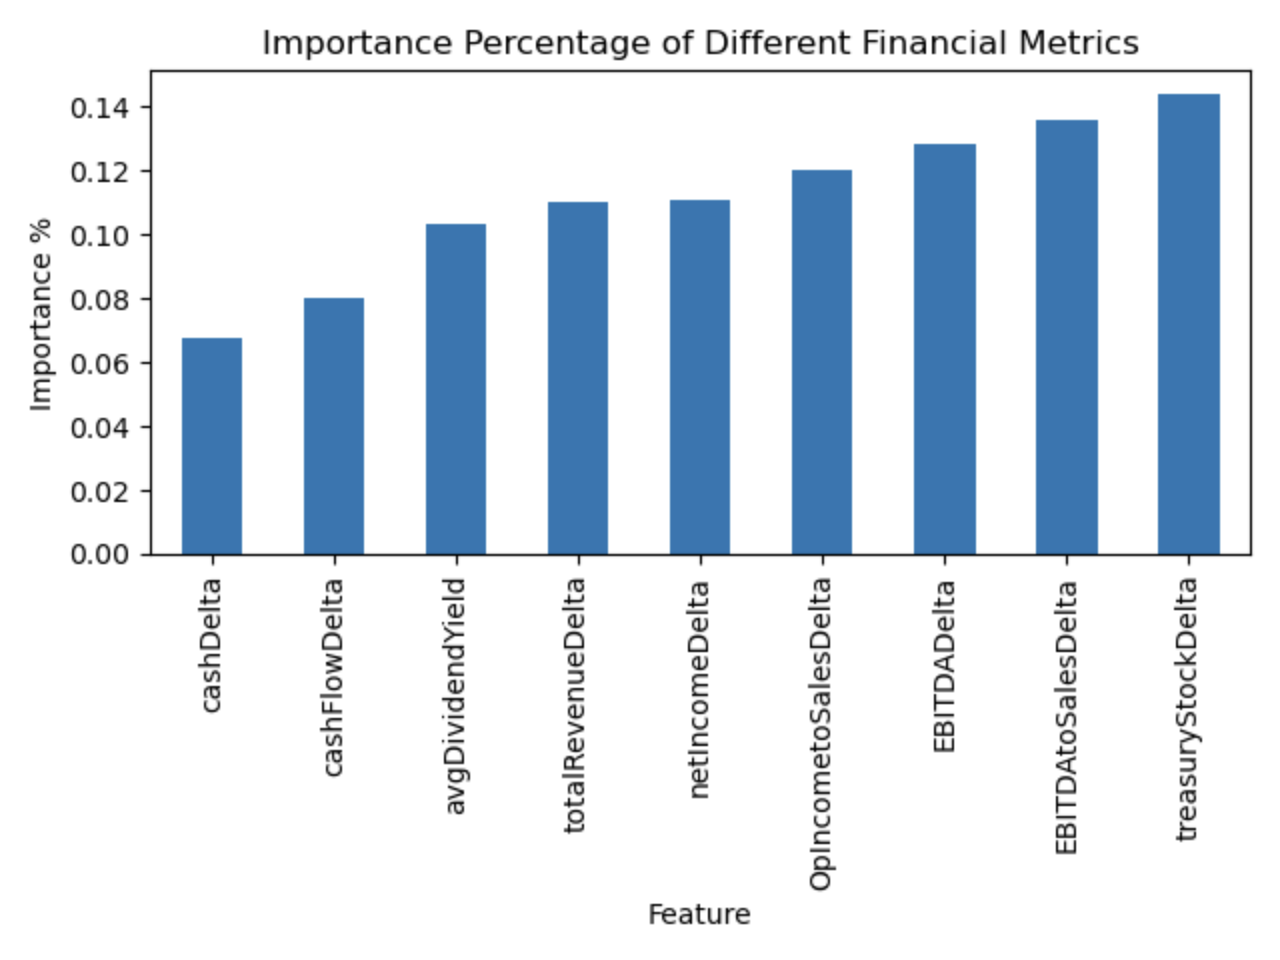 Importance Percentage of Different Financial Metrics
Importance %
0.14
0.12
0.10
0.08
0.06
0.04
0.02
0.00
cashDelta
cashFlowDelta
avgDividendYield
totalRevenueDelta
netIncomeDelta
OpIncometoSalesDelta
EBITDADelta
EBITDAtoSalesDelta
treasuryStockDelta
Feature